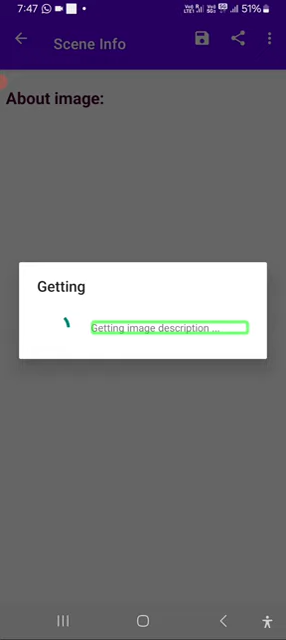 7:47
51%
Scene Info
About image:
Getting
Getting image description ...